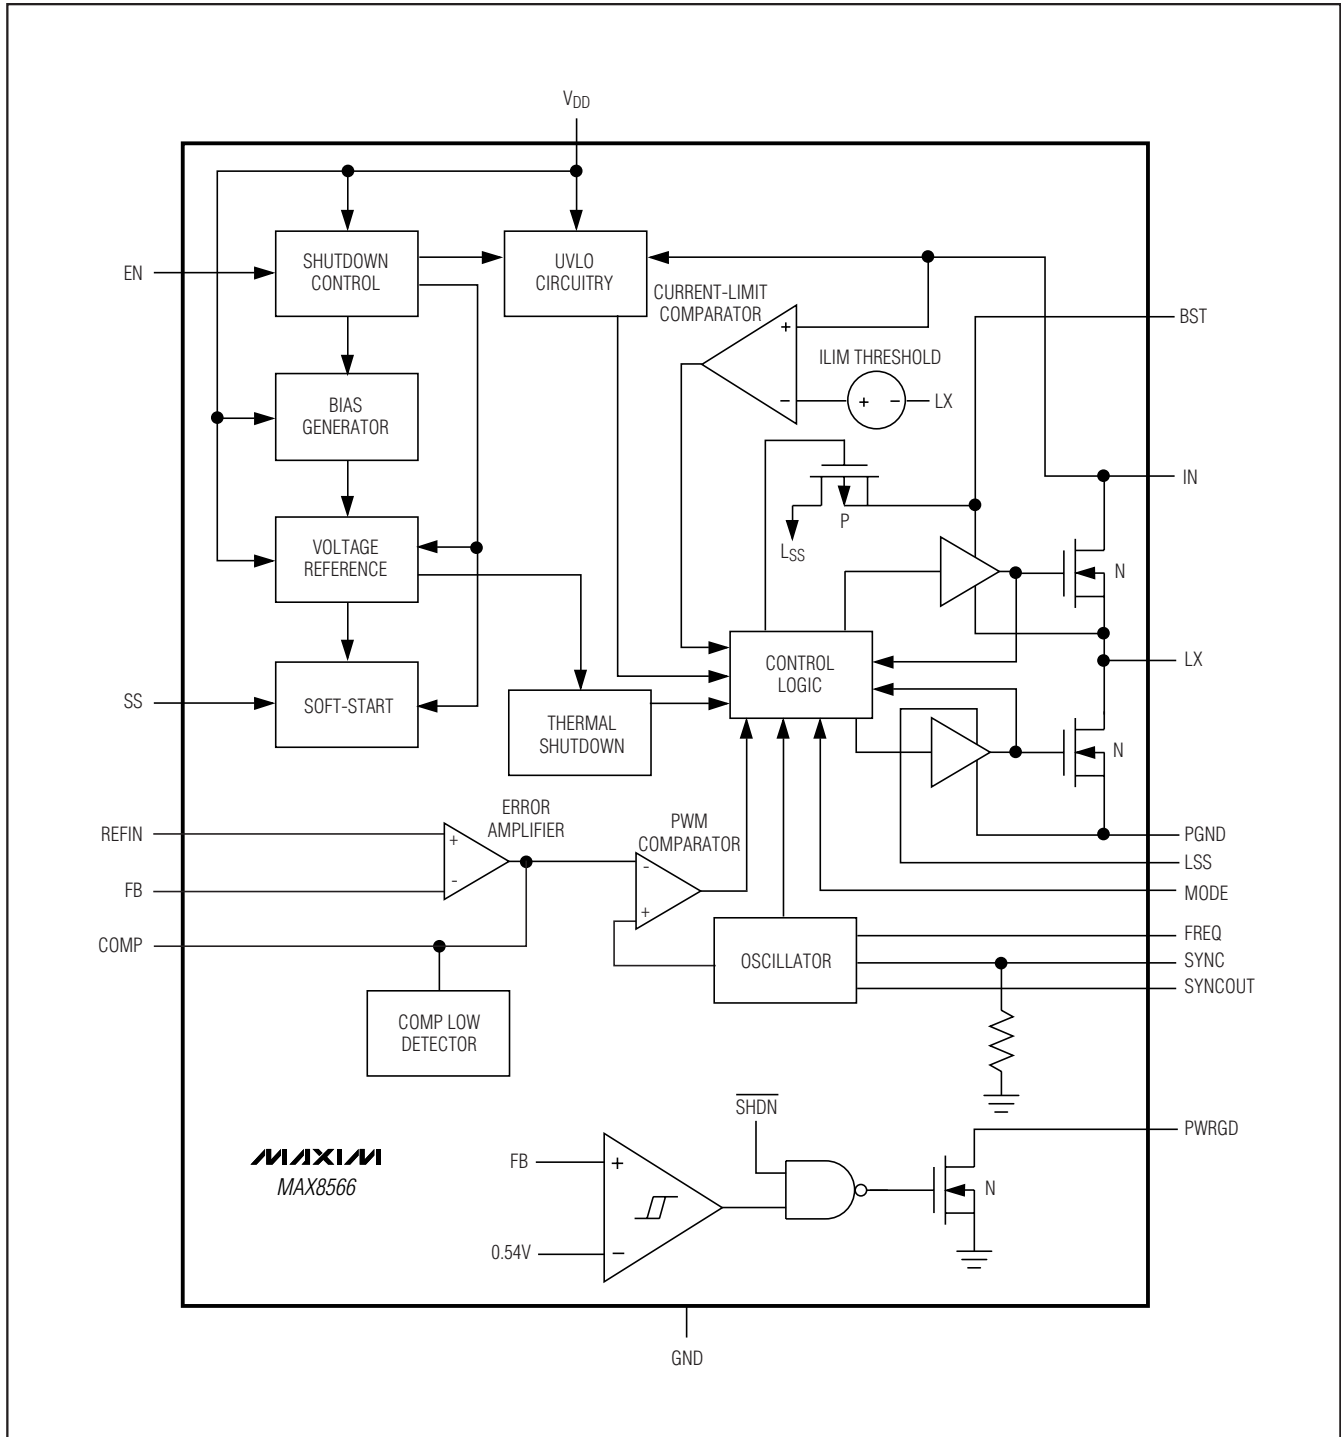 VDD
EN
SHUTDOWN
CONTROL
UVLO
CIRCUITRY
CURRENT-LIMIT
COMPARATOR
+
−
ILIM THRESHOLD
+ −
LX
BST
BIAS
GENERATOR
IN
P
LSS
VOLTAGE
REFERENCE
N
LX
CONTROL
LOGIC
SS
SOFT-START
THERMAL
SHUTDOWN
N
REFIN
+
-
ERROR
AMPLIFIER
PWM
COMPARATOR
-
+
PGND
LSS
FB
MODE
COMP
FREQ
OSCILLATOR
SYNC
SYNCOUT
COMP LOW
DETECTOR
SHDN
PWRGD
MAXIM
MAX8566
FB
+
N
0.54V
−
GND